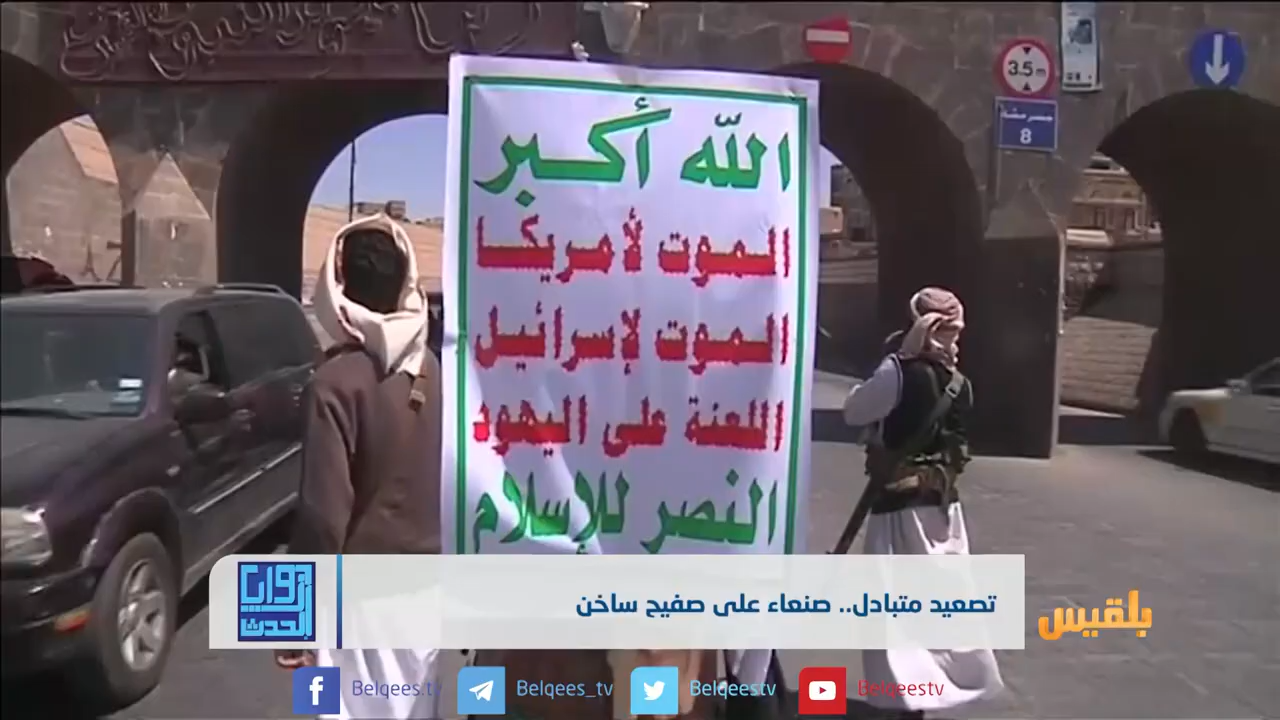 3.5 m
8
الله أكبر
الموت لأمريكا
الموت لإسرائيل
اللعنة على اليهود
النصر للإسلام
زوايا الحدث
تصعيد متبادل.. صنعاء على صفيح ساخن
بلقيس
Belqees.tv
Belqees_tv
Belqeestv
Belqeestv